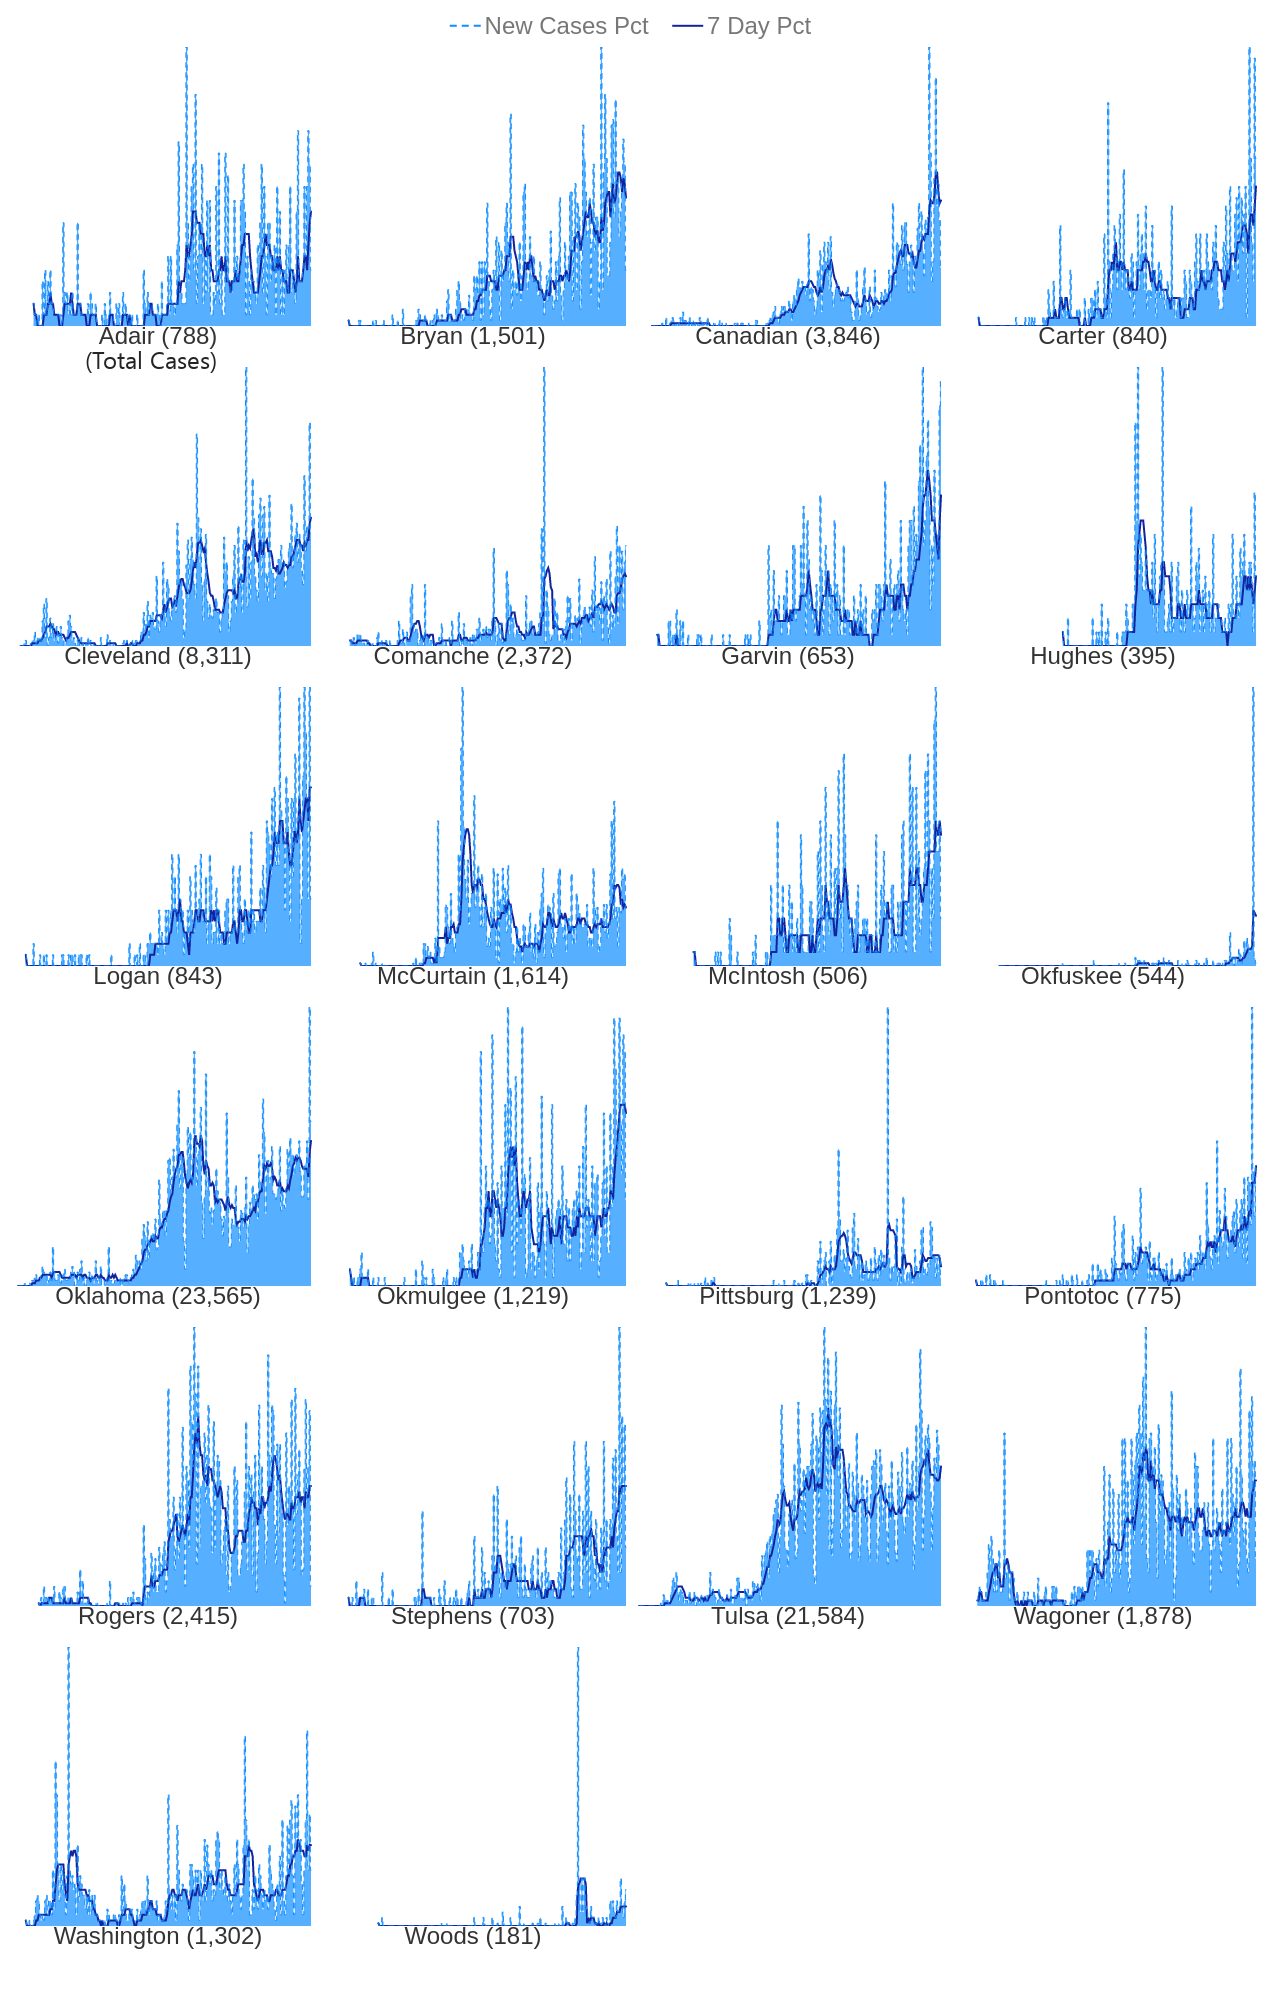 New Cases Pct 7 Day Pct
Adair (788) Bryan (1,501) Canadian (3,846) Carter (840)
(Total Cases)
Cleveland (8,311) Comanche (2,372) Garvin (653) Hughes (395)
Logan (843) McCurtain (1,614) McIntosh (506) Okfuskee (544)
Oklahoma (23,565) Okmulgee (1,219) Pittsburg (1,239) Pontotoc (775)
Rogers (2,415) Stephens (703) Tulsa (21,584) Wagoner (1,878)
Washington (1,302) Woods (181)